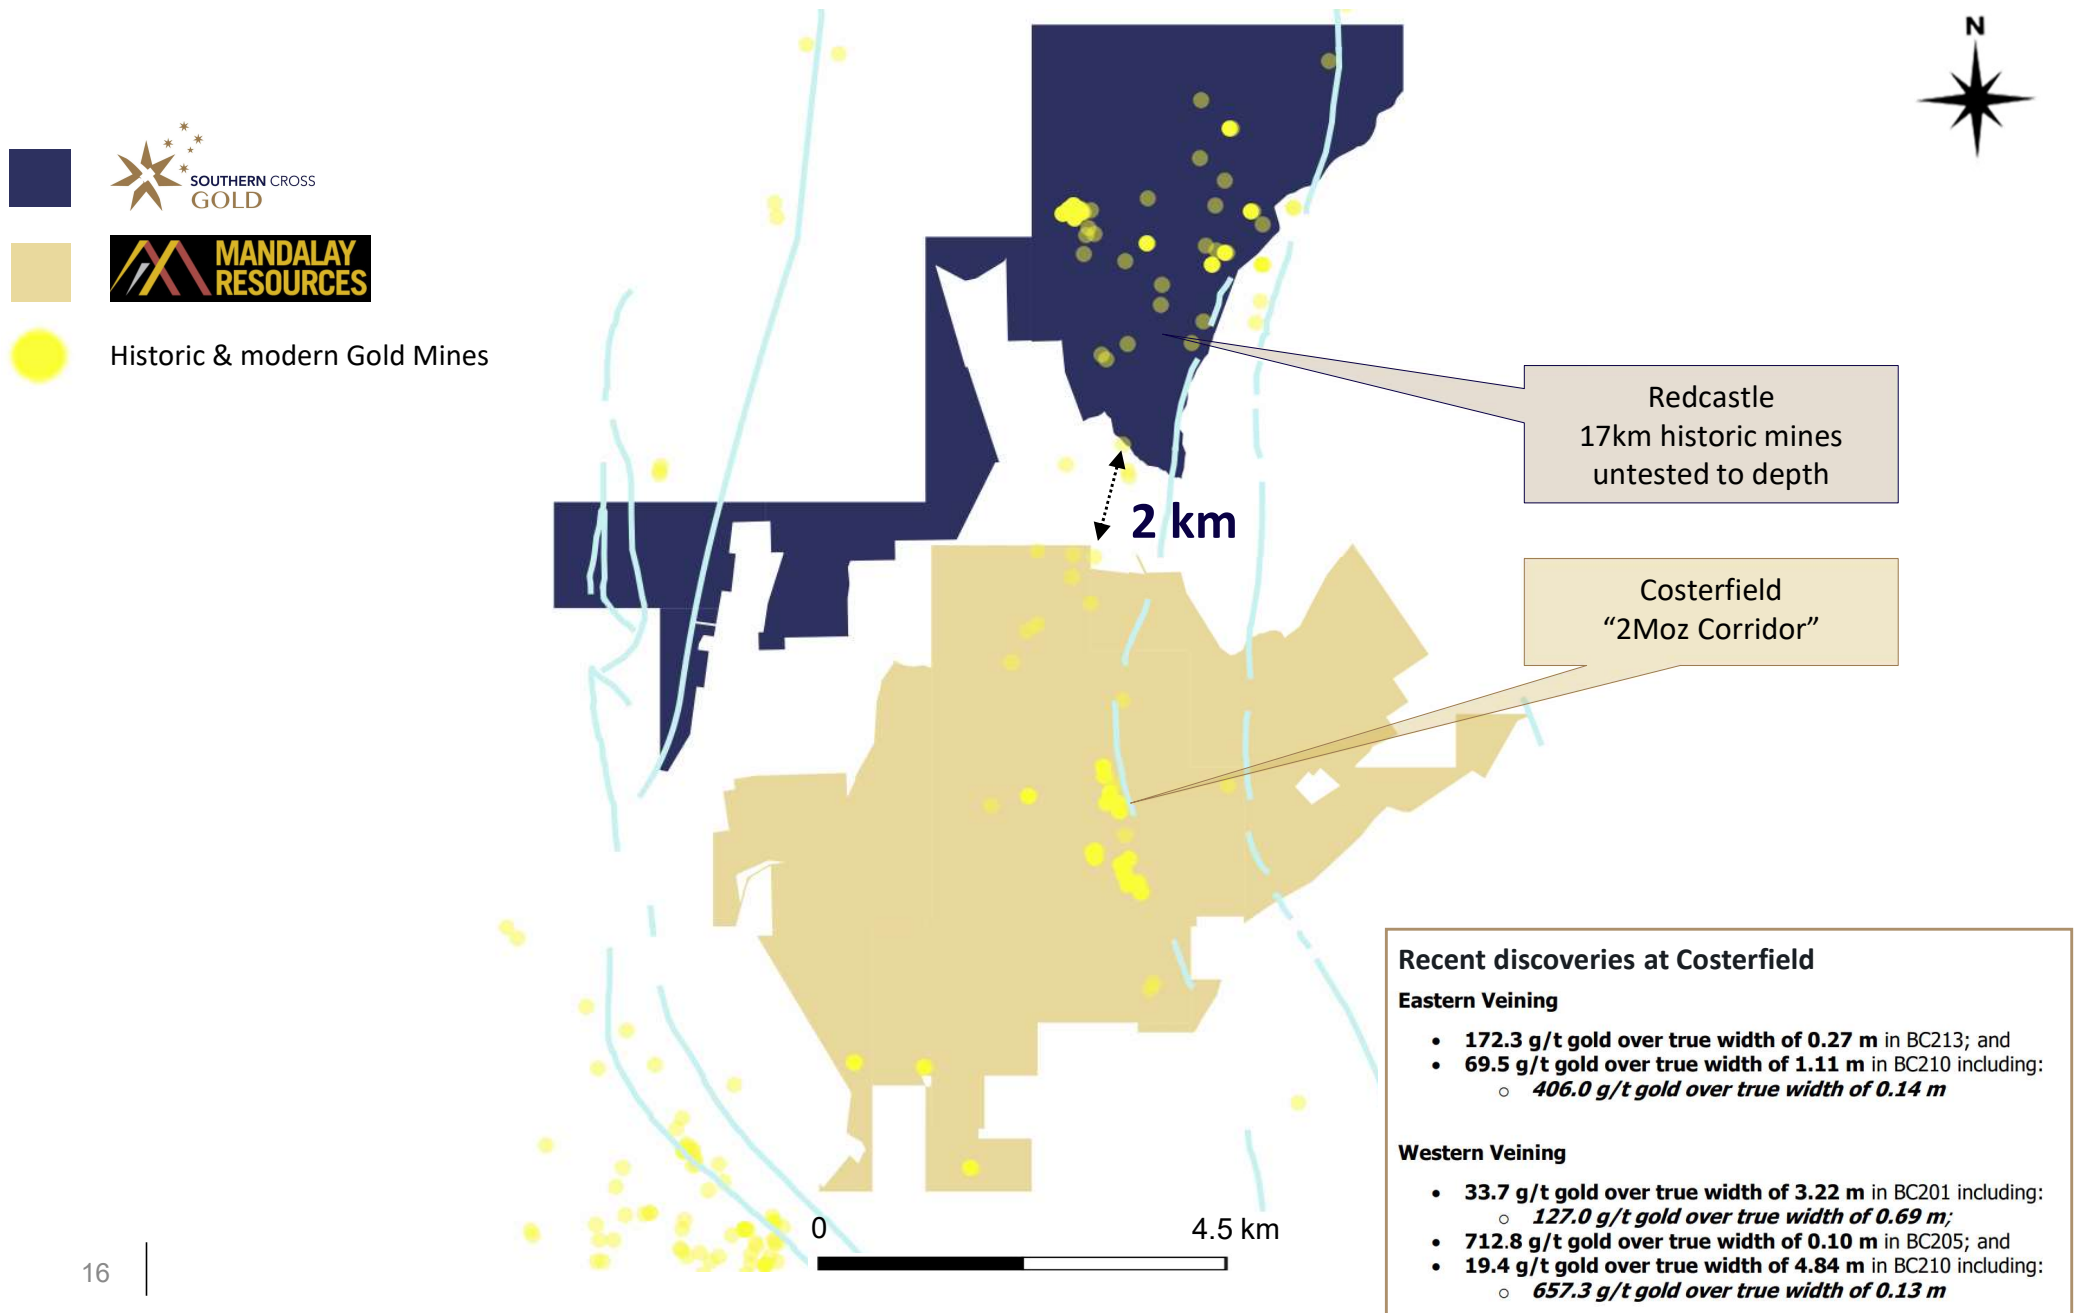 N
SOUTHERN CROSS
GOLD
MANDALAY
RESOURCES
Historic & modern Gold Mines
Redcastle
17km historic mines
untested to depth
2 km
Costerfield
“2Moz Corridor”
Recent discoveries at Costerfield
Eastern Veining
• 172.3 g/t gold over true width of 0.27 m in BC213; and
• 69.5 g/t gold over true width of 1.11 m in BC210 including:
○ 406.0 g/t gold over true width of 0.14 m
Western Veining
• 33.7 g/t gold over true width of 3.22 m in BC201 including:
○ 127.0 g/t gold over true width of 0.69 m;
• 712.8 g/t gold over true width of 0.10 m in BC205; and
• 19.4 g/t gold over true width of 4.84 m in BC210 including:
○ 657.3 g/t gold over true width of 0.13 m
0 4.5 km
16